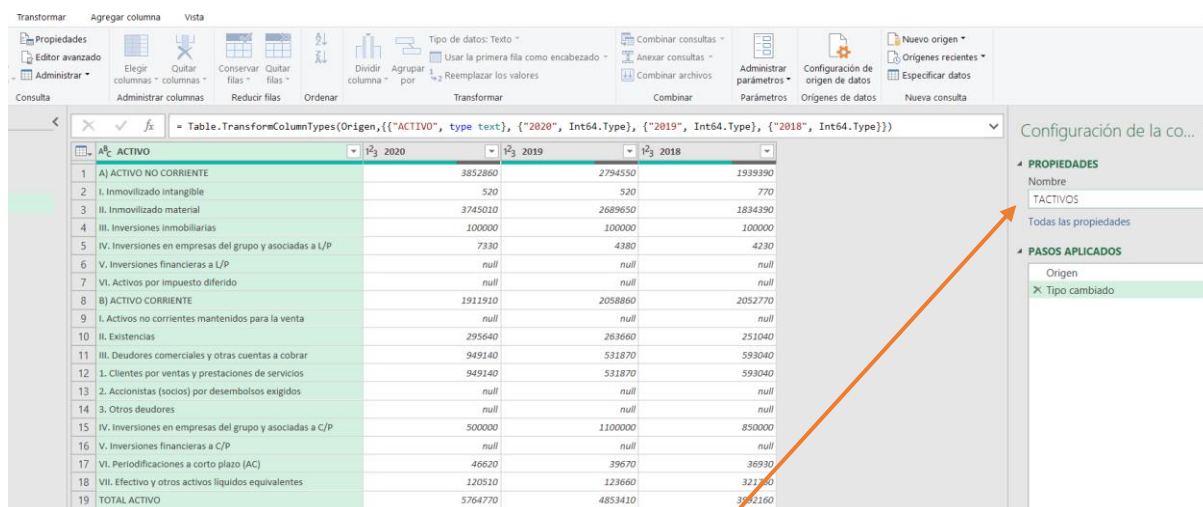 Transformar Agregar columna Vista
Propiedades
Editor avanzado
Administrar
Consulta
Elegir columnas
Quitar columnas
Administrar columnas
Conservar filas
Quitar filas
Reducir filas
Ordenar
Dividir columna
Agrupar por
Tipo de datos: Texto
Usar la primera fila como encabezado
Reemplazar los valores
Transformar
Combinar consultas
Anexar consultas
Combinar archivos
Combinar
Administrar parámetros
Parámetros
Configuración de origen de datos
Orígenes de datos
Nuevo origen
Orígenes recientes
Especificar datos
Nueva consulta
fx = Table.TransformColumnTypes(Origen,{{"ACTIVO", type text}, {"2020", Int64.Type}, {"2019", Int64.Type}, {"2018", Int64.Type}})
ABC ACTIVO 123 2020 123 2019 123 2018
1 A) ACTIVO NO CORRIENTE 3852860 2794550 1939390
2 I. Inmovilizado intangible 520 520 770
3 II. Inmovilizado material 3745010 2689650 1834390
4 III. Inversiones inmobiliarias 100000 100000 100000
5 IV. Inversiones en empresas del grupo y asociadas a L/P 7330 4380 4230
6 V. Inversiones financieras a L/P null null null
7 VI. Activos por impuesto diferido null null null
8 B) ACTIVO CORRIENTE 1911910 2058860 2052770
9 I. Activos no corrientes mantenidos para la venta null null null
10 II. Existencias 295640 263660 251040
11 III. Deudores comerciales y otras cuentas a cobrar 949140 531870 593040
12 1. Clientes por ventas y prestaciones de servicios 949140 531870 593040
13 2. Accionistas (socios) por desembolsos exigidos null null null
14 3. Otros deudores null null null
15 IV. Inversiones en empresas del grupo y asociadas a C/P 500000 1100000 850000
16 V. Inversiones financieras a C/P null null null
17 VI. Periodificaciones a corto plazo (AC) 46620 39670 36930
18 VII. Efectivo y otros activos líquidos equivalentes 120510 123660
19 TOTAL ACTIVO 5764770 4853410
Configuración de la co...
PROPIEDADES
Nombre
TACTIVOS
Todas las propiedades
PASOS APLICADOS
Origen
Tipo cambiado